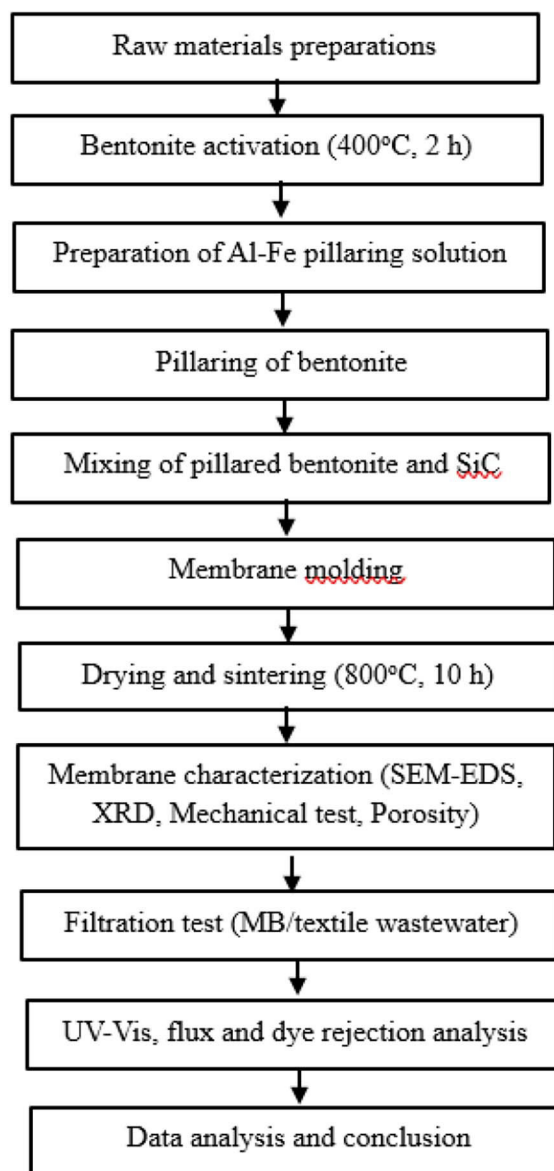 Raw materials preparations
Bentonite activation (400°C, 2 h)
Preparation of Al-Fe pillaring solution
Pillaring of bentonite
Mixing of pillared bentonite and SiC
Membrane molding
Drying and sintering (800°C, 10 h)
Membrane characterization (SEM-EDS,
XRD, Mechanical test, Porosity)
Filtration test (MB/textile wastewater)
UV-Vis, flux and dye rejection analysis
Data analysis and conclusion